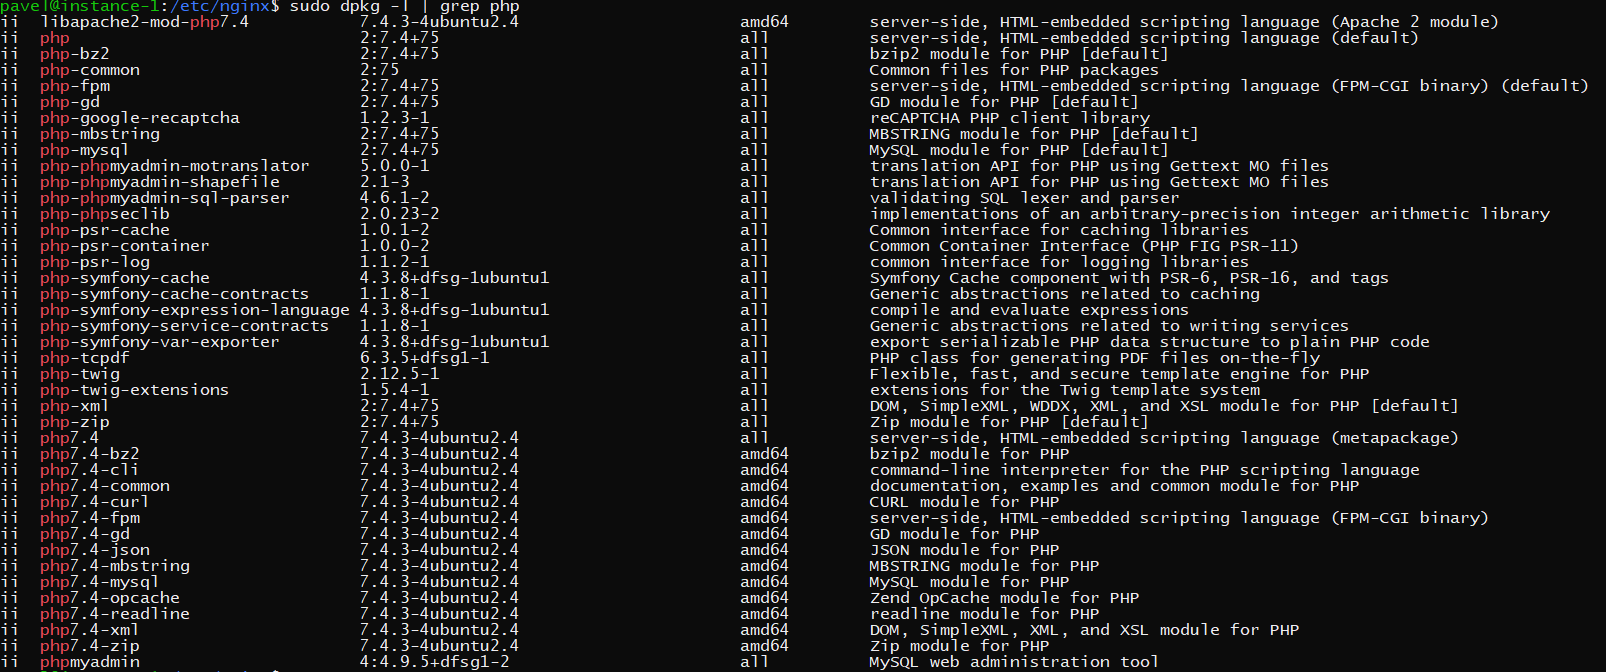 pavel@instance-1:/etc/nginx$ sudo dpkg -l | grep php
ii  libapache2-mod-php7.4           7.4.3-4ubuntu2.4                      amd64        server-side, HTML-embedded scripting language (Apache 2 module)
ii  php                             2:7.4+75                              all          server-side, HTML-embedded scripting language (default)
ii  php-bz2                         2:7.4+75                              all          bzip2 module for PHP [default]
ii  php-common                      2:75                                  all          Common files for PHP packages
ii  php-fpm                         2:7.4+75                              all          server-side, HTML-embedded scripting language (FPM-CGI binary) (default)
ii  php-gd                          2:7.4+75                              all          GD module for PHP [default]
ii  php-google-recaptcha            1.2.3-1                               all          reCAPTCHA PHP client library
ii  php-mbstring                    2:7.4+75                              all          MBSTRING module for PHP [default]
ii  php-mysql                       2:7.4+75                              all          MySQL module for PHP [default]
ii  php-phpmyadmin-motranslator     5.0.0-1                               all          translation API for PHP using Gettext MO files
ii  php-phpmyadmin-shapefile        2.1-3                                 all          translation API for PHP using Gettext MO files
ii  php-phpmyadmin-sql-parser       4.6.1-2                               all          validating SQL lexer and parser
ii  php-phpseclib                   2.0.23-2                              all          implementations of an arbitrary-precision integer arithmetic library
ii  php-psr-cache                   1.0.1-2                               all          Common interface for caching libraries
ii  php-psr-container               1.0.0-2                               all          Common Container Interface (PHP FIG PSR-11)
ii  php-psr-log                     1.1.2-1                               all          common interface for logging libraries
ii  php-symfony-cache               4.3.8+dfsg-1ubuntu1                   all          Symfony Cache component with PSR-6, PSR-16, and tags
ii  php-symfony-cache-contracts     1.1.8-1                               all          Generic abstractions related to caching
ii  php-symfony-expression-language 4.3.8+dfsg-1ubuntu1                   all          compile and evaluate expressions
ii  php-symfony-service-contracts   1.1.8-1                               all          Generic abstractions related to writing services
ii  php-symfony-var-exporter        4.3.8+dfsg-1ubuntu1                   all          export serializable PHP data structure to plain PHP code
ii  php-tcpdf                       6.3.5+dfsg1-1                         all          PHP class for generating PDF files on-the-fly
ii  php-twig                        2.12.5-1                              all          Flexible, fast, and secure template engine for PHP
ii  php-twig-extensions             1.5.4-1                               all          extensions for the Twig template system
ii  php-xml                         2:7.4+75                              all          DOM, SimpleXML, WDDX, XML, and XSL module for PHP [default]
ii  php-zip                         2:7.4+75                              all          Zip module for PHP [default]
ii  php7.4                          7.4.3-4ubuntu2.4                      all          server-side, HTML-embedded scripting language (metapackage)
ii  php7.4-bz2                      7.4.3-4ubuntu2.4                      amd64        bzip2 module for PHP
ii  php7.4-cli                      7.4.3-4ubuntu2.4                      amd64        command-line interpreter for the PHP scripting language
ii  php7.4-common                   7.4.3-4ubuntu2.4                      amd64        documentation, examples and common module for PHP
ii  php7.4-curl                     7.4.3-4ubuntu2.4                      amd64        CURL module for PHP
ii  php7.4-fpm                      7.4.3-4ubuntu2.4                      amd64        server-side, HTML-embedded scripting language (FPM-CGI binary)
ii  php7.4-gd                       7.4.3-4ubuntu2.4                      amd64        GD module for PHP
ii  php7.4-json                     7.4.3-4ubuntu2.4                      amd64        JSON module for PHP
ii  php7.4-mbstring                 7.4.3-4ubuntu2.4                      amd64        MBSTRING module for PHP
ii  php7.4-mysql                    7.4.3-4ubuntu2.4                      amd64        MySQL module for PHP
ii  php7.4-opcache                  7.4.3-4ubuntu2.4                      amd64        Zend OpCache module for PHP
ii  php7.4-readline                 7.4.3-4ubuntu2.4                      amd64        readline module for PHP
ii  php7.4-xml                      7.4.3-4ubuntu2.4                      amd64        DOM, SimpleXML, XML, and XSL module for PHP
ii  php7.4-zip                      7.4.3-4ubuntu2.4                      amd64        Zip module for PHP
ii  phpmyadmin                      4:4.9.5+dfsg1-2                       all          MySQL web administration tool